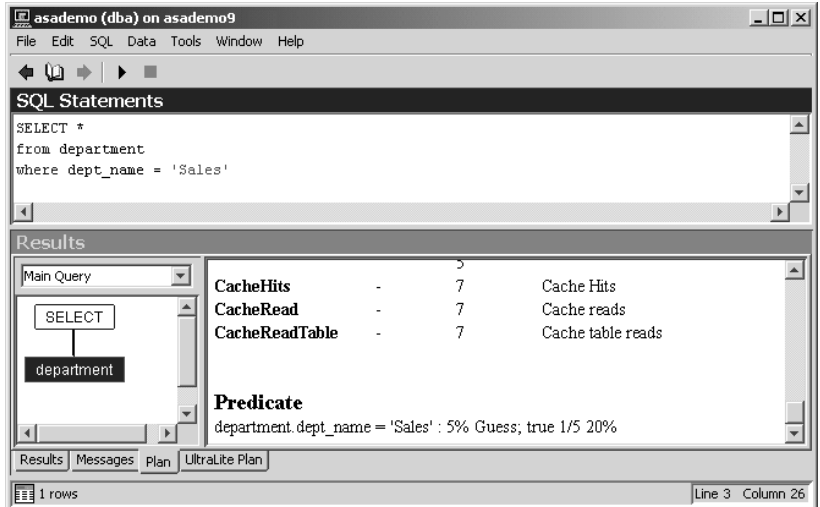 asademo (dba) on asademo9
File Edit SQL Data Tools Window Help
SQL Statements
SELECT *
from department
where dept_name = 'Sales'
Results
Main Query
SELECT
department
CacheHits - 7 Cache Hits
CacheRead - 7 Cache reads
CacheReadTable - 7 Cache table reads
Predicate
department.dept_name = 'Sales' : 5% Guess; true 1/5 20%
Results Messages Plan UltraLite Plan
1 rows Line 3 Column 26